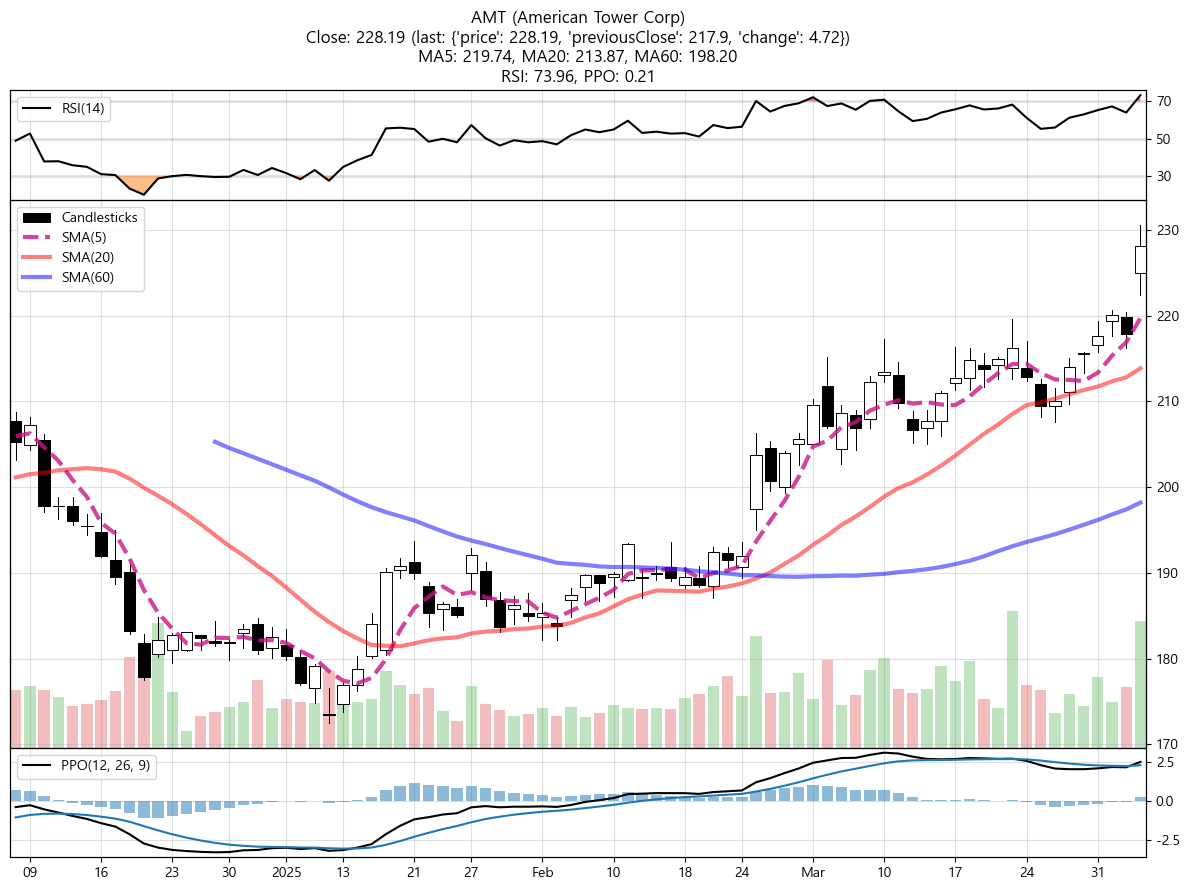 AMT (American Tower Corp)
Close: 228.19 (last: {'price': 228.19, 'previousClose': 217.9, 'change': 4.72})
MA5: 219.74, MA20: 213.87, MA60: 198.20
RSI: 73.96, PPO: 0.21
RSI(14)
70
50
30
Candlesticks
SMA(5)
SMA(20)
SMA(60)
230
220
210
200
190
180
170
PPO(12, 26, 9)
2.5
0.0
-2.5
09 16 23 30 2025 13 21 27 Feb 10 18 24 Mar 10 17 24 31